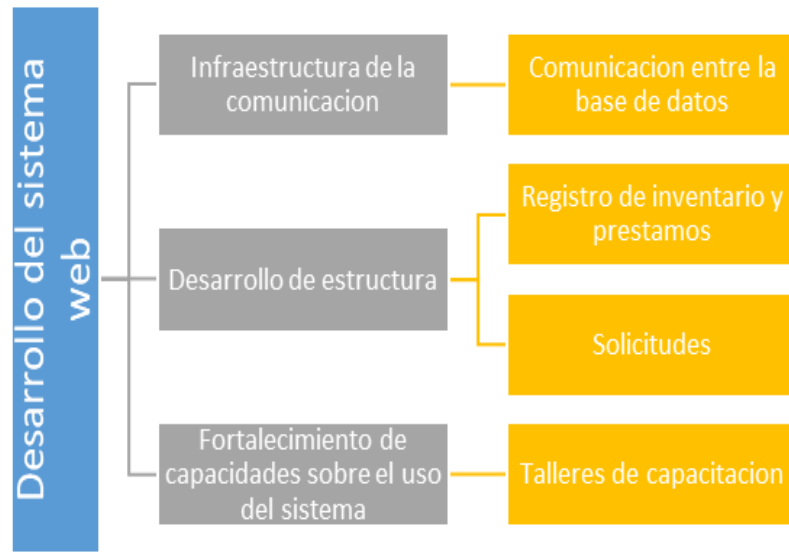 Desarrollo del sistema
web
Infraestructura de la
comunicacion
Comunicacion entre la
base de datos
Desarrollo de estructura
Registro de inventario y
prestamos
Solicitudes
Fortalecimiento de
capacidades sobre el uso
del sistema
Talleres de capacitacion